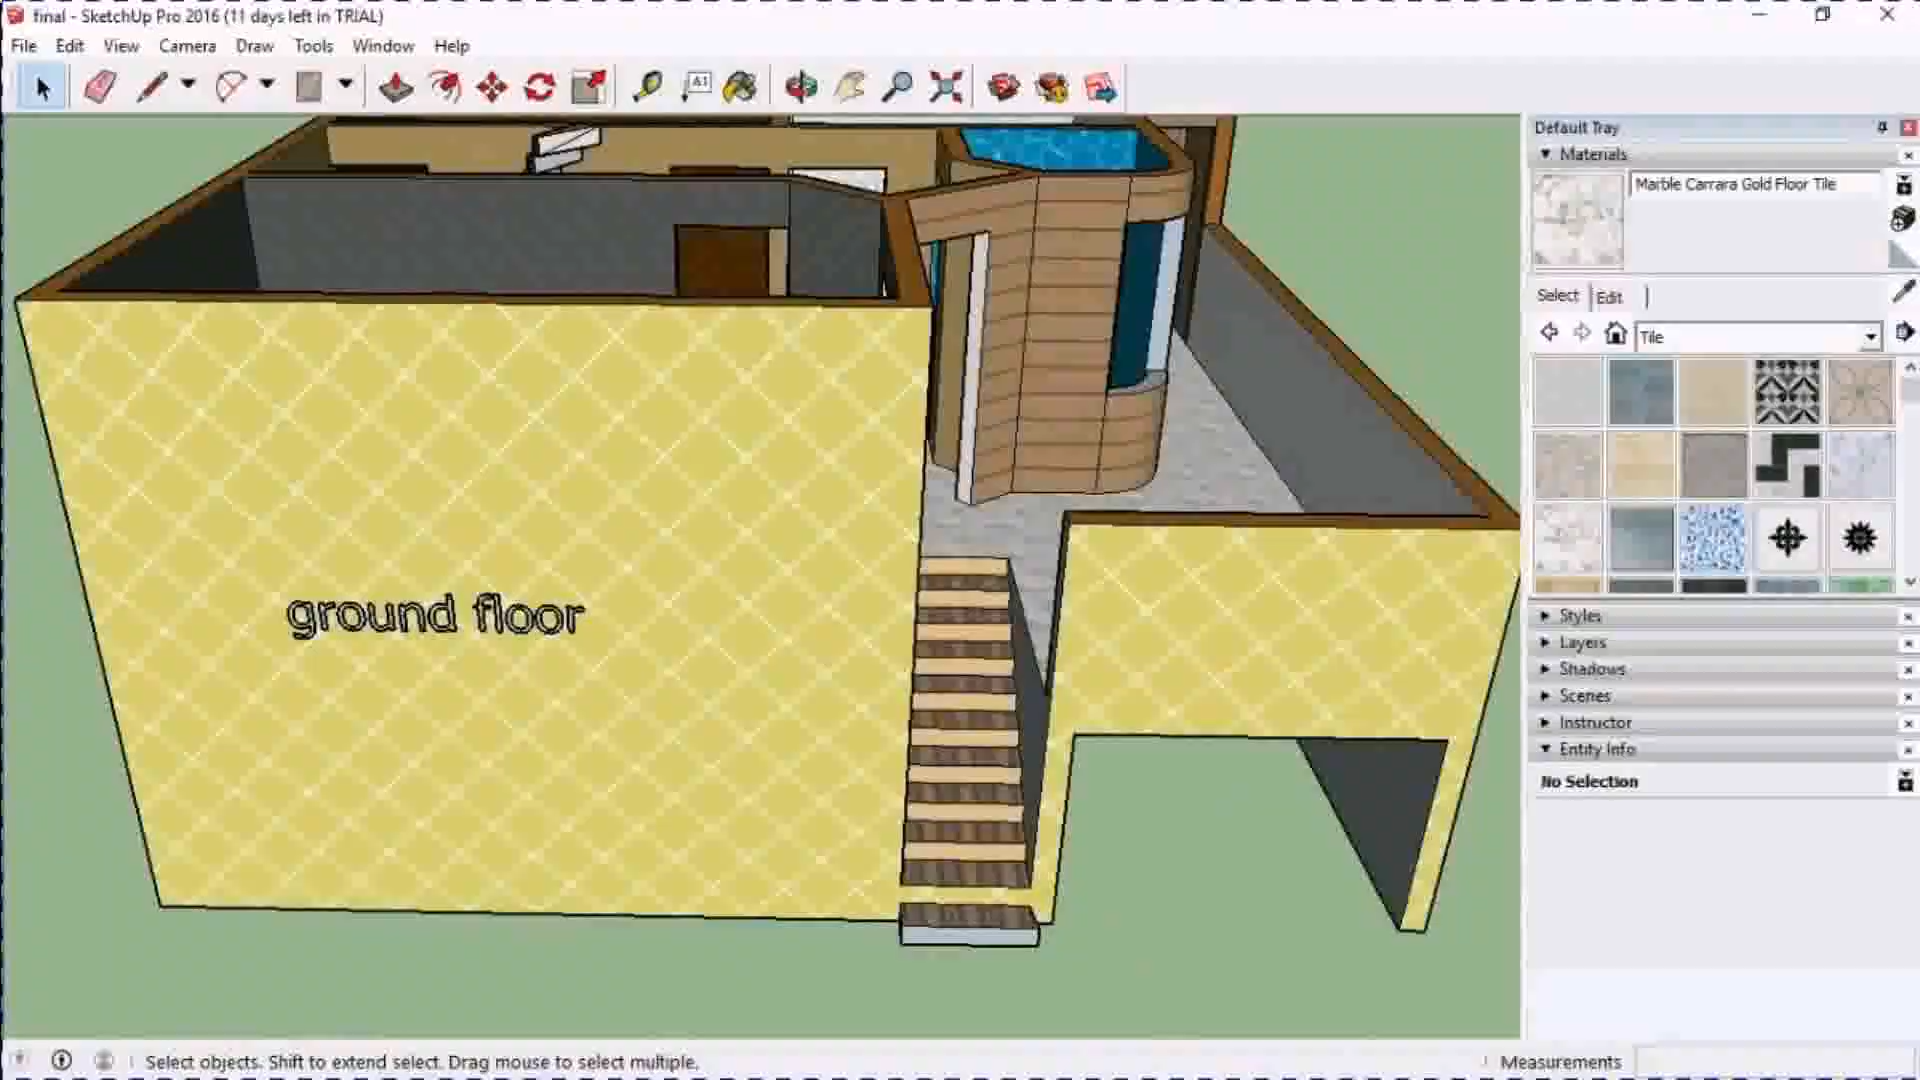 final - SketchUp Pro 2016 (11 days left in TRIAL)
File Edit View Camera Draw Tools Window Help
A1
Default Tray
Materials
Marble Carrara Gold Floor Tile
Select Edit
Tile
ground floor
Styles
Layers
Shadows
Scenes
Instructor
Entity Info
No Selection
Select objects. Shift to extend select. Drag mouse to select multiple.
Measurements